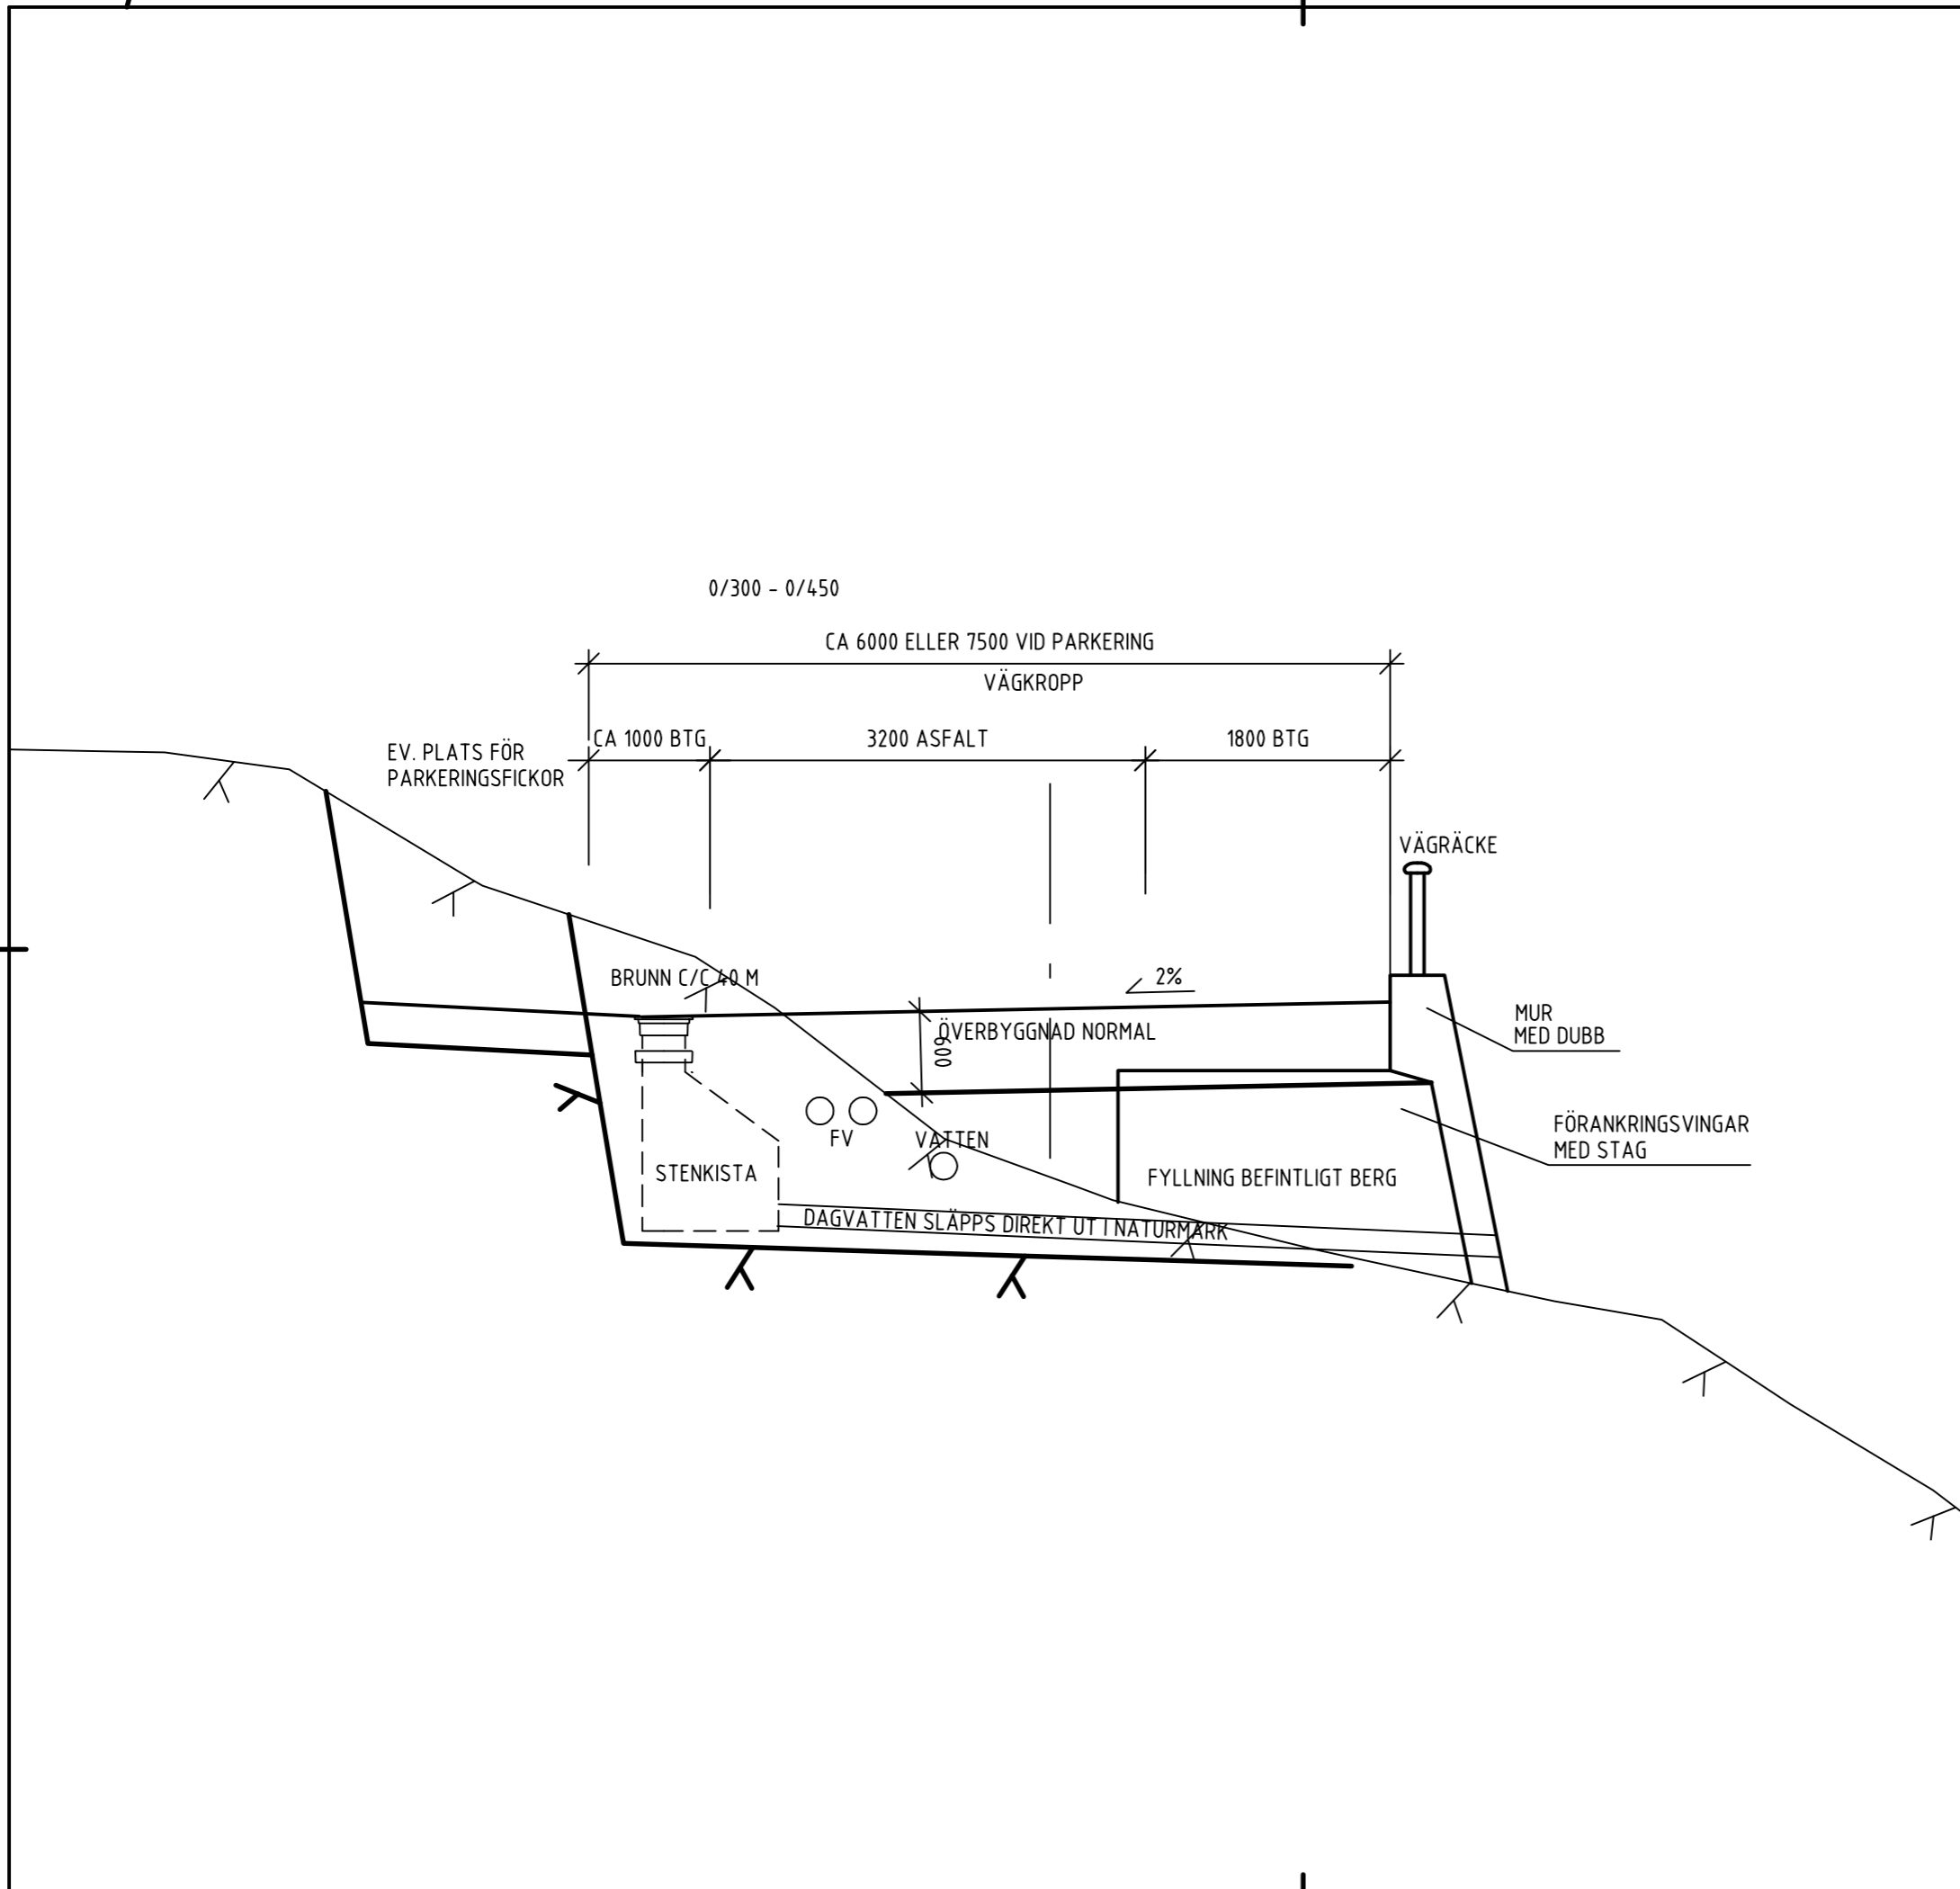 0/300 - 0/450
CA 6000 ELLER 7500 VID PARKERING
VÄGKROPP
CA 1000 BTG
3200 ASFALT
1800 BTG
EV. PLATS FÖR
PARKERINGSFICKOR
VÄGRÄCKE
BRUNN C/C 40 M
2%
ÖVERBYGGNAD NORMAL
600
MUR
MED DUBB
FV
VATTEN
FÖRANKRINGSVINGAR
MED STAG
STENKISTA
FYLLNING BEFINTLIGT BERG
DAGVATTEN SLÄPPS DIREKT UT I NATURMARK